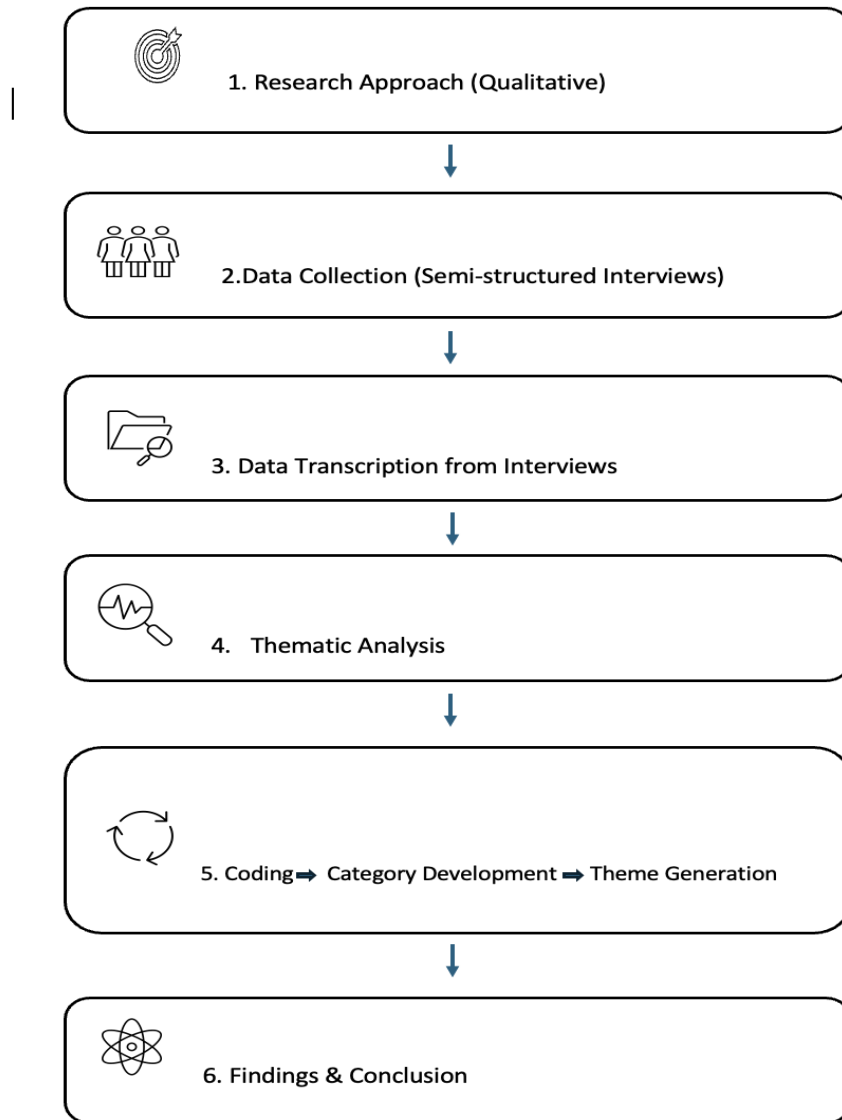 1. Research Approach (Qualitative)
2.Data Collection (Semi-structured Interviews)
3. Data Transcription from Interviews
4. Thematic Analysis
5. Coding➡ Category Development ➡ Theme Generation
6. Findings & Conclusion